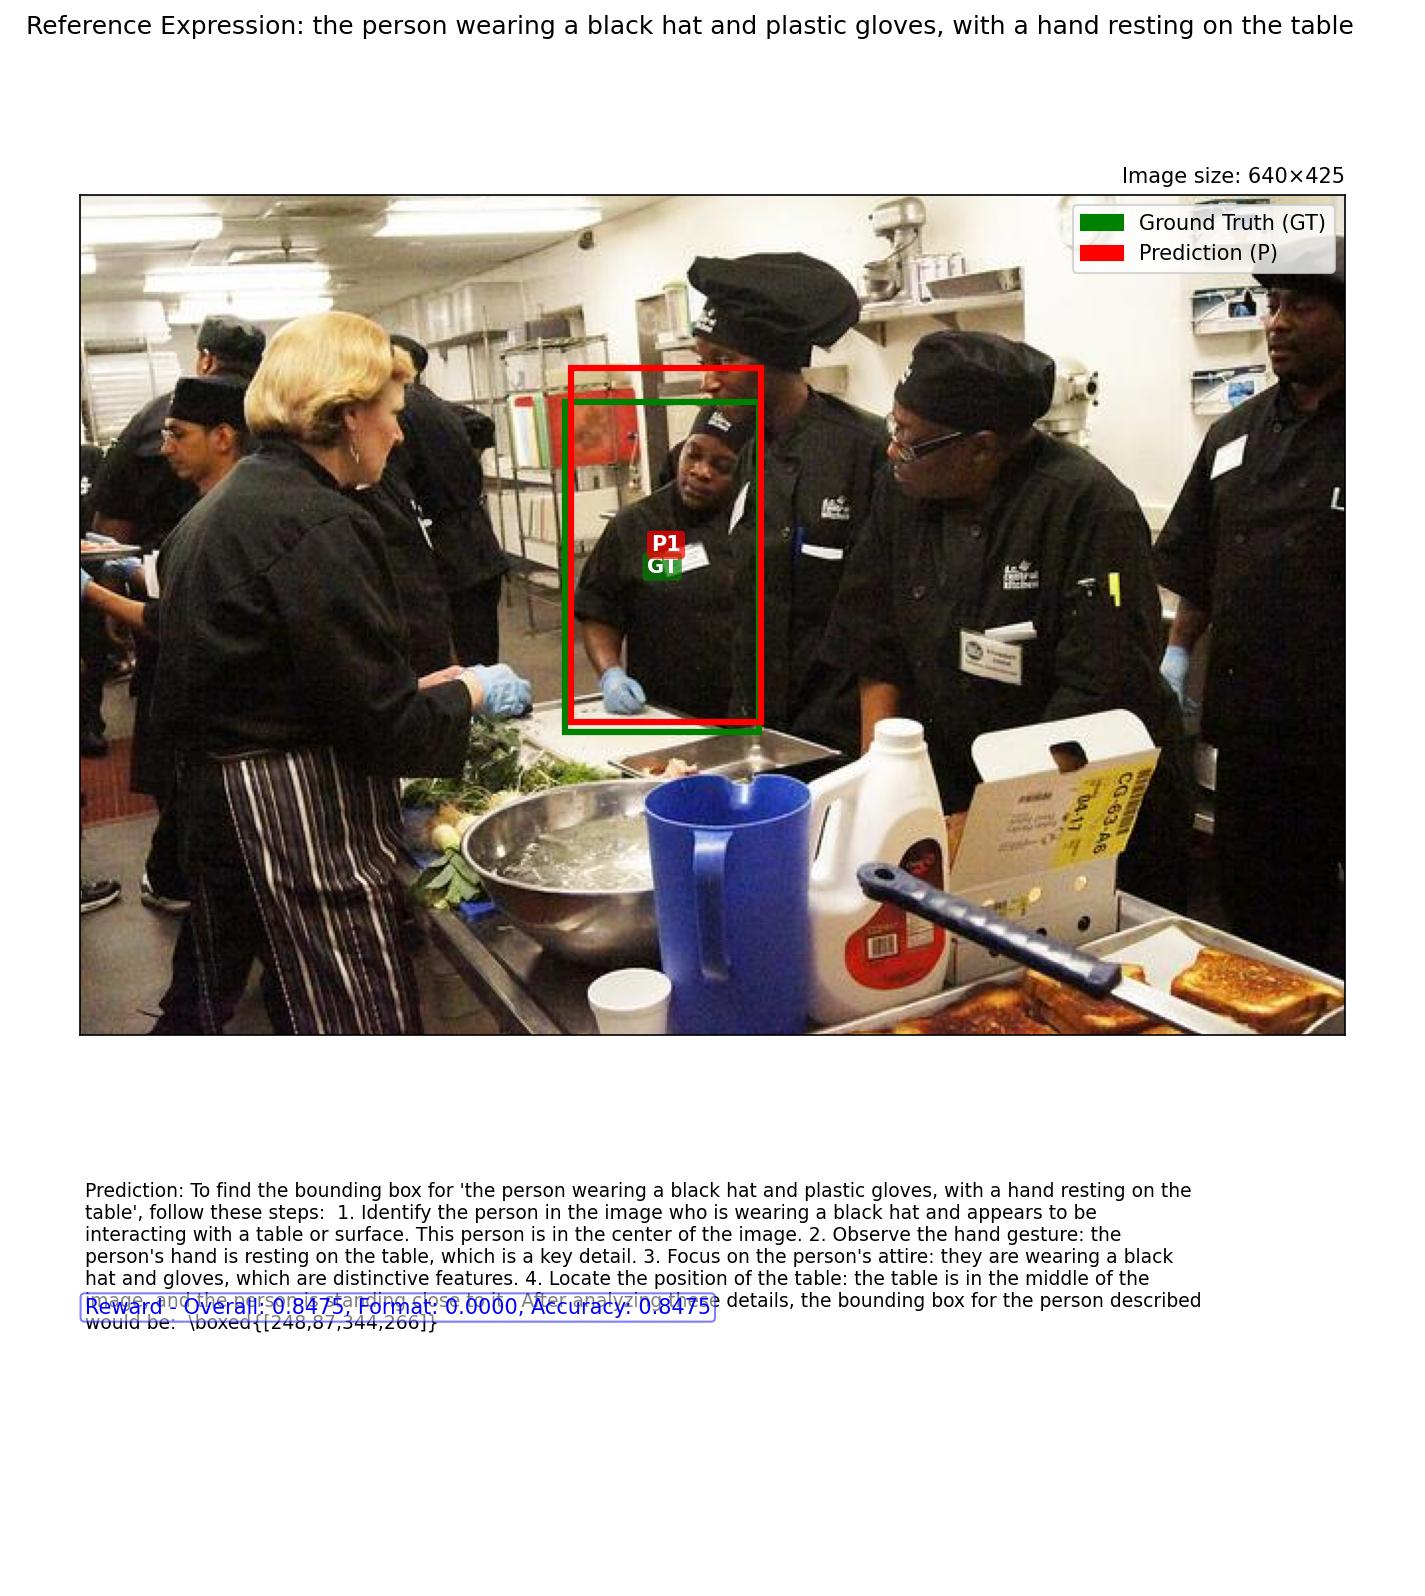 Reference Expression: the person wearing a black hat and plastic gloves, with a hand resting on the table
Image size: 640×425
Ground Truth (GT)
Prediction (P)
P1
GT
d.c.
central
kitchen
CG-63-A6
04-17
Prediction: To find the bounding box for 'the person wearing a black hat and plastic gloves, with a hand resting on the
table', follow these steps:  1. Identify the person in the image who is wearing a black hat and appears to be
interacting with a table or surface. This person is in the center of the image. 2. Observe the hand gesture: the
person's hand is resting on the table, which is a key detail. 3. Focus on the person's attire: they are wearing a black
hat and gloves, which are distinctive features. 4. Locate the position of the table: the table is in the middle of the
image, and the person is standing close to it.  After analyzing these details, the bounding box for the person described
Reward - Overall: 0.8475, Format: 0.0000, Accuracy: 0.8475
would be:  \boxed{[248,87,344,266]}